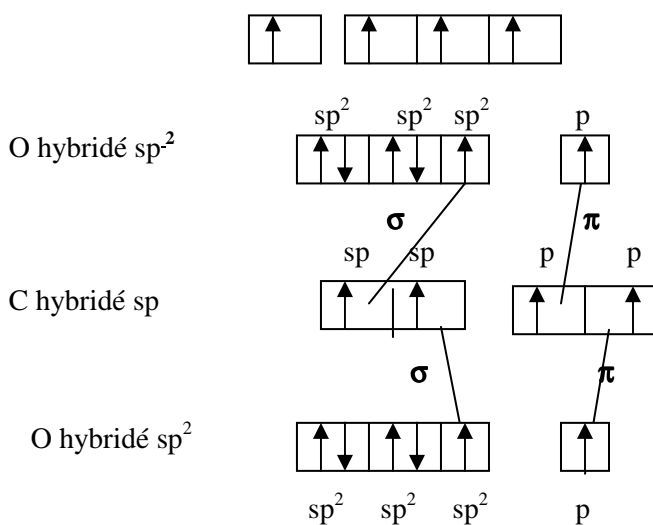 sp² sp² sp² p
O hybridé sp²
σ π
sp sp p p
C hybridé sp
σ π
O hybridé sp²
sp² sp² sp² p